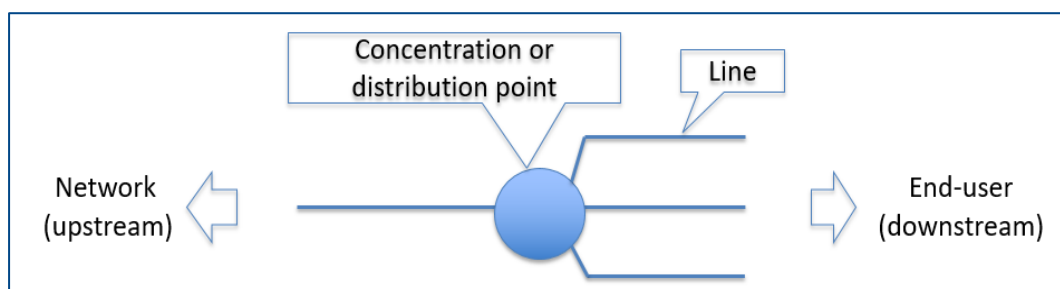 Concentration or
distribution point
Line
Network
(upstream)
End-user
(downstream)